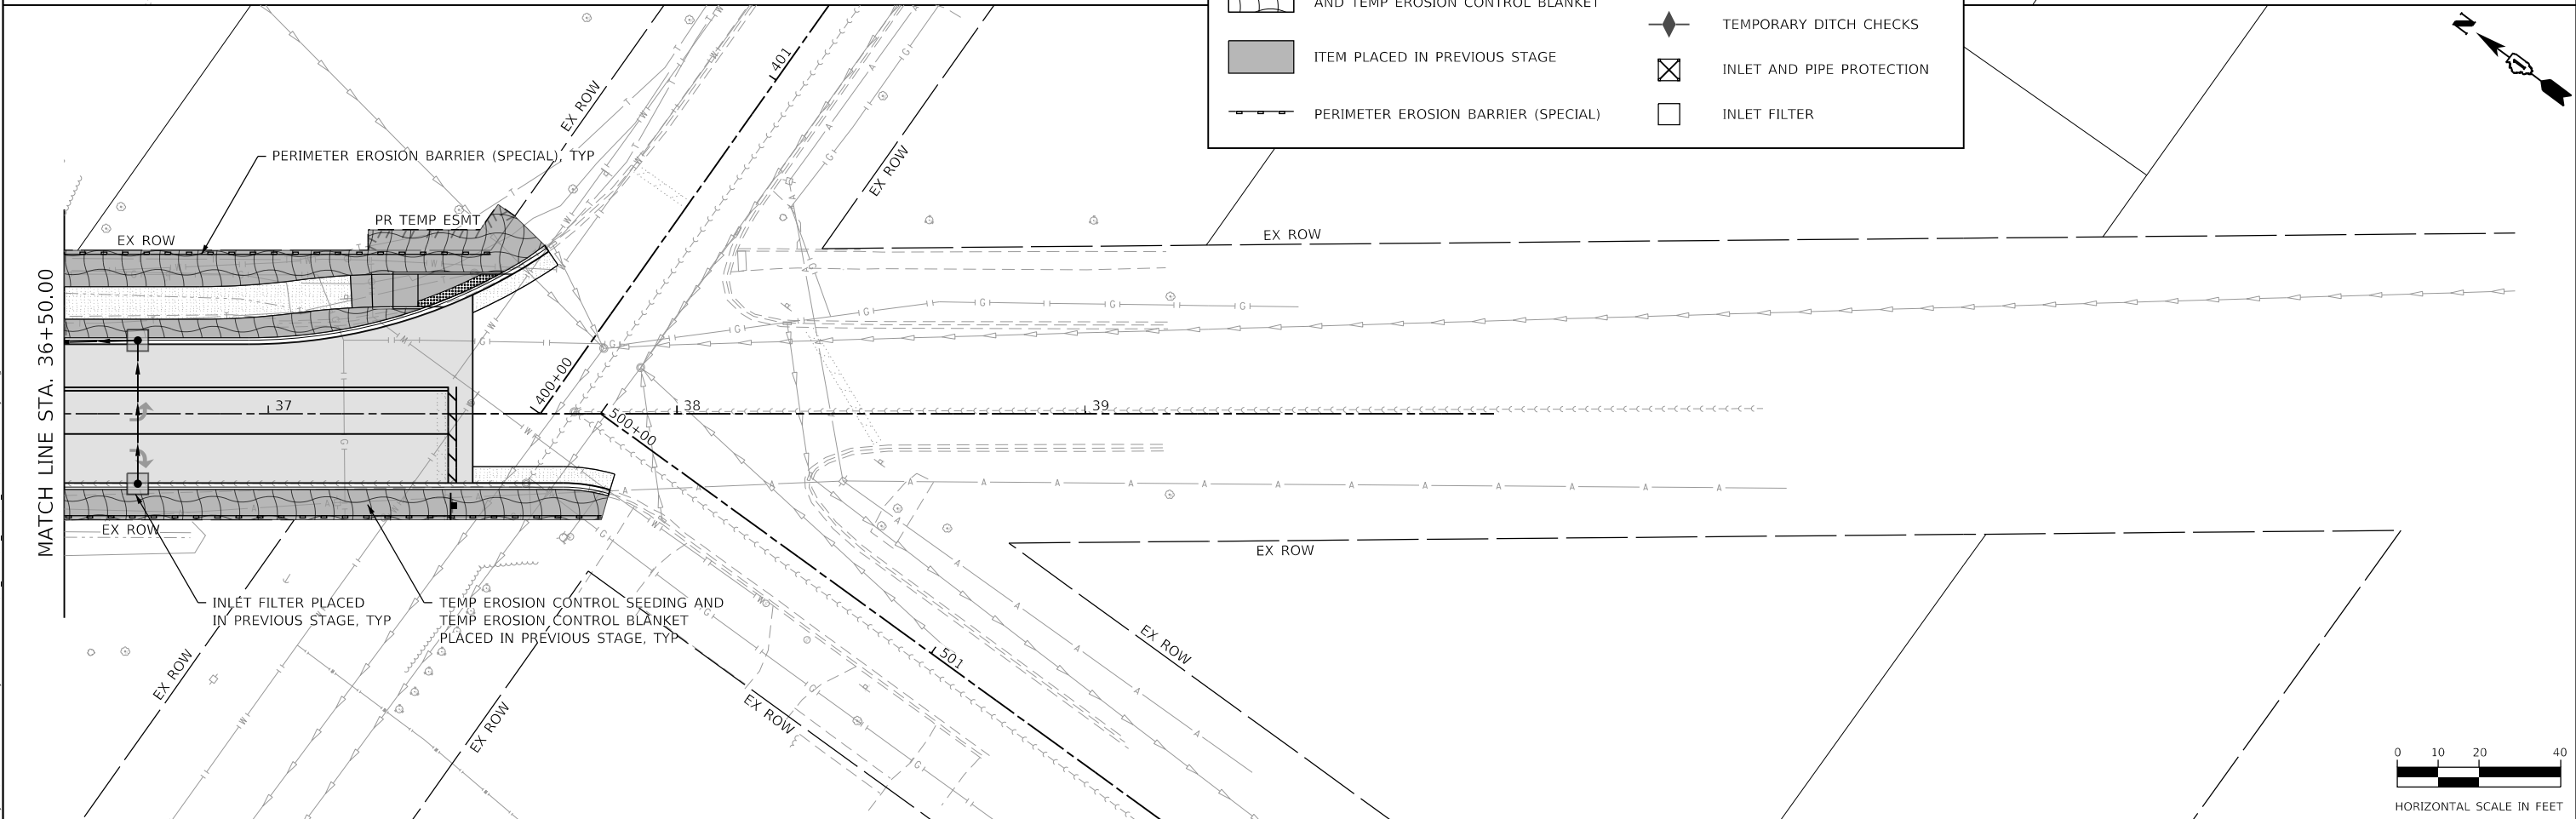 AND TEMP EROSION CONTROL BLANKET
ITEM PLACED IN PREVIOUS STAGE
PERIMETER EROSION BARRIER (SPECIAL)
TEMPORARY DITCH CHECKS
INLET AND PIPE PROTECTION
INLET FILTER
N
401
EX ROW
EX ROW
PERIMETER EROSION BARRIER (SPECIAL), TYP
PR TEMP ESMT
EX ROW
EX ROW
MATCH LINE STA. 36+50.00
400+00
37
500+00
38
39
EX ROW
EX ROW
INLET FILTER PLACED
IN PREVIOUS STAGE, TYP
TEMP EROSION CONTROL SEEDING AND
TEMP EROSION CONTROL BLANKET
PLACED IN PREVIOUS STAGE, TYP
EX ROW
EX ROW
EX ROW
EX ROW
501
0 10 20 40
HORIZONTAL SCALE IN FEET